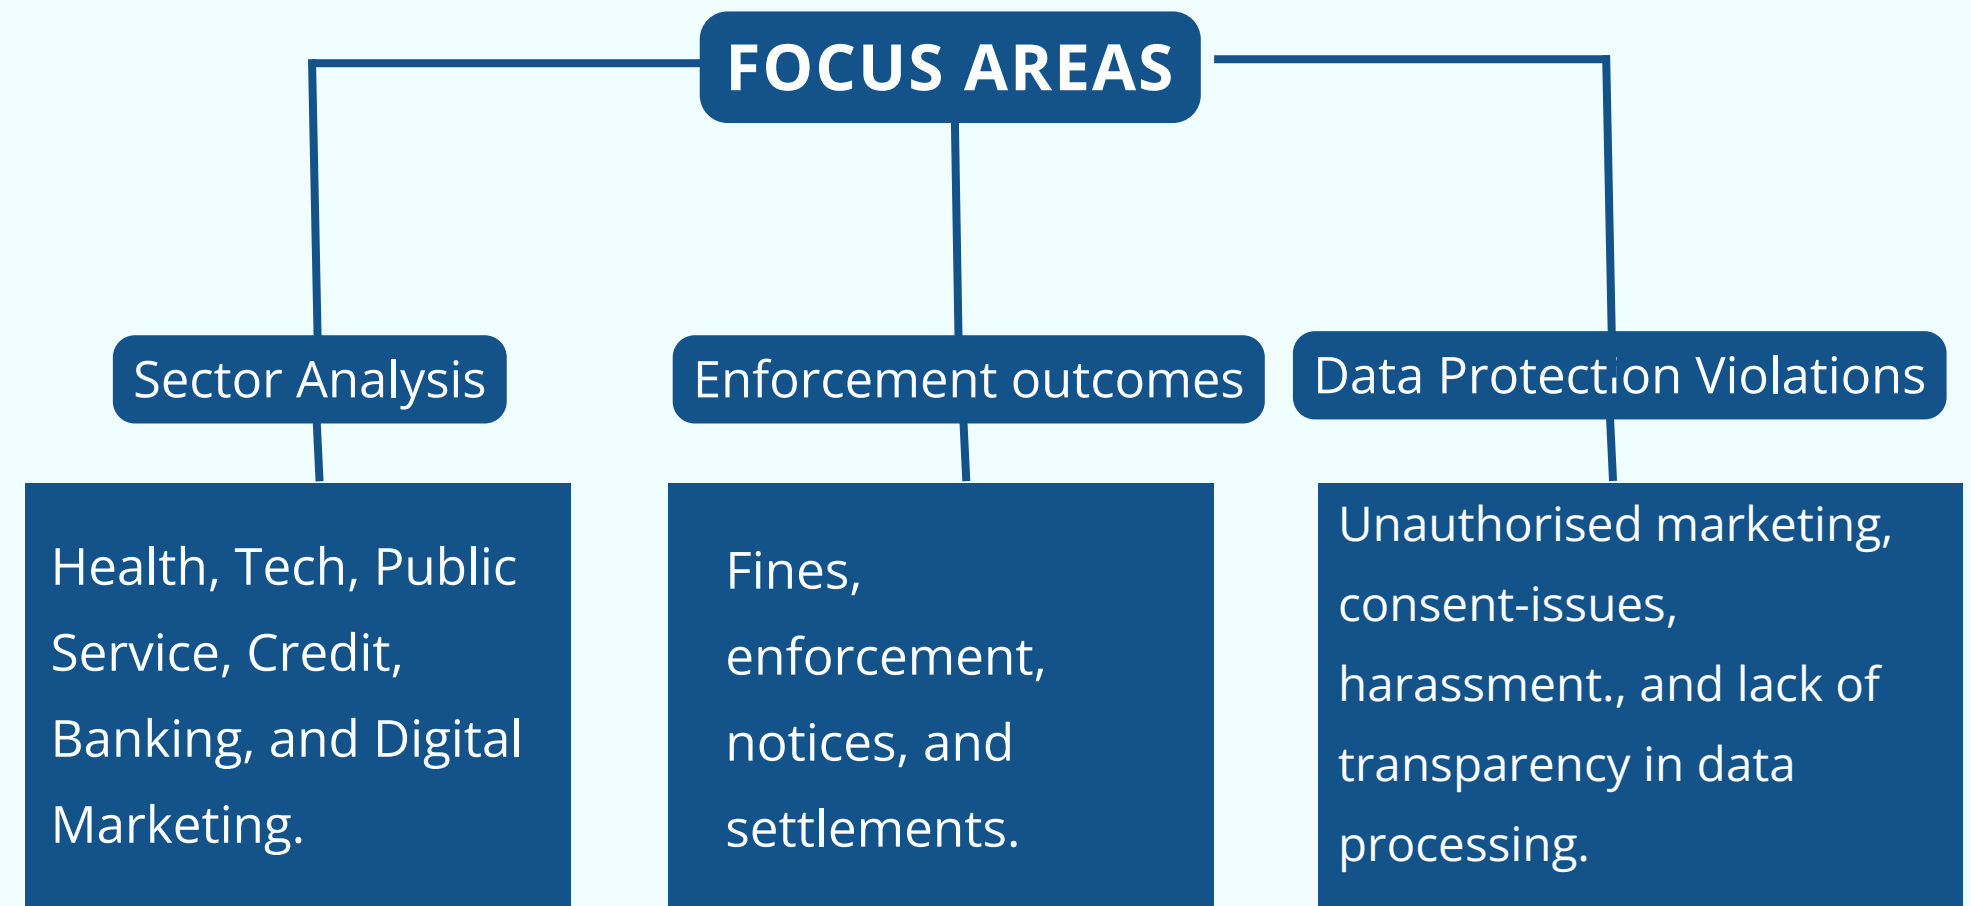 FOCUS AREAS
Sector Analysis
Health, Tech, Public
Service, Credit,
Banking, and Digital
Marketing.
Enforcement outcomes
Fines,
enforcement,
notices, and
settlements.
Data Protection Violations
Unauthorised marketing,
consent-issues,
harassment., and lack of
transparency in data
processing.